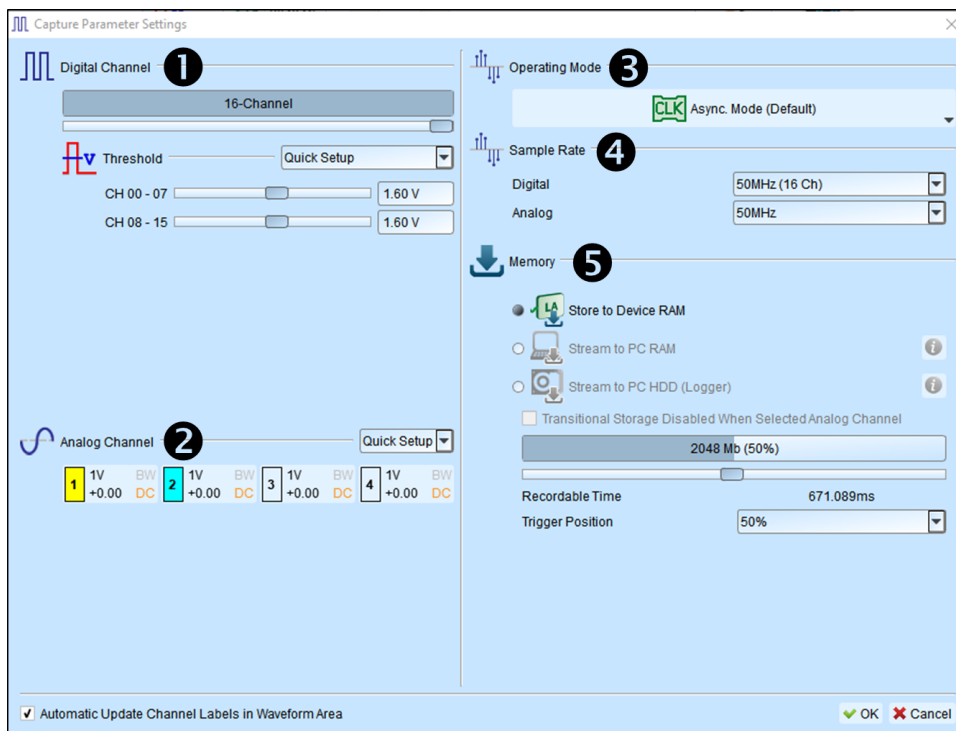 Capture Parameter Settings
Digital Channel 1
16-Channel
V Threshold Quick Setup
CH 00 - 07 1.60 V
CH 08 - 15 1.60 V
Analog Channel 2 Quick Setup
1 1V BW +0.00 DC
2 1V BW +0.00 DC
3 1V BW +0.00 DC
4 1V BW +0.00 DC
Operating Mode 3
CLK Async. Mode (Default)
Sample Rate 4
Digital 50MHz (16 Ch)
Analog 50MHz
Memory 5
LA Store to Device RAM
Stream to PC RAM i
Stream to PC HDD (Logger) i
Transitional Storage Disabled When Selected Analog Channel
2048 Mb (50%)
Recordable Time 671.089ms
Trigger Position 50%
Automatic Update Channel Labels in Waveform Area
OK Cancel